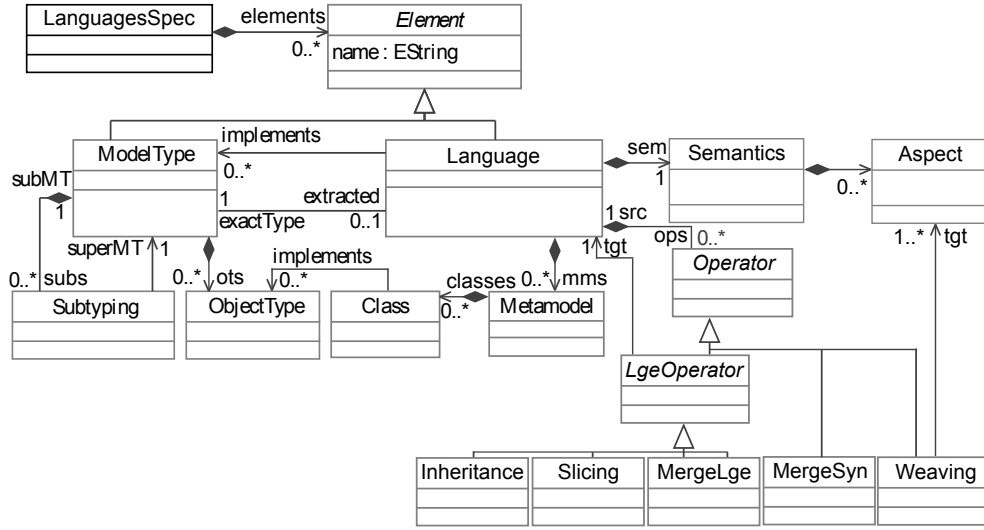 LanguagesSpec
elements
0..*
Element
name : EString
implements
0..*
ModelType
Language
sem
1
Semantics
0..*
Aspect
subMT
1
1
exactType
extracted
0..1
1 src
ops 0..*
1 tgt
1..* tgt
superMT 1
0..* subs
0..* ots
implements
0..*
classes
0..*
0..* mms
Operator
Subtyping
ObjectType
Class
Metamodel
LgeOperator
Inheritance
Slicing
MergeLge
MergeSyn
Weaving